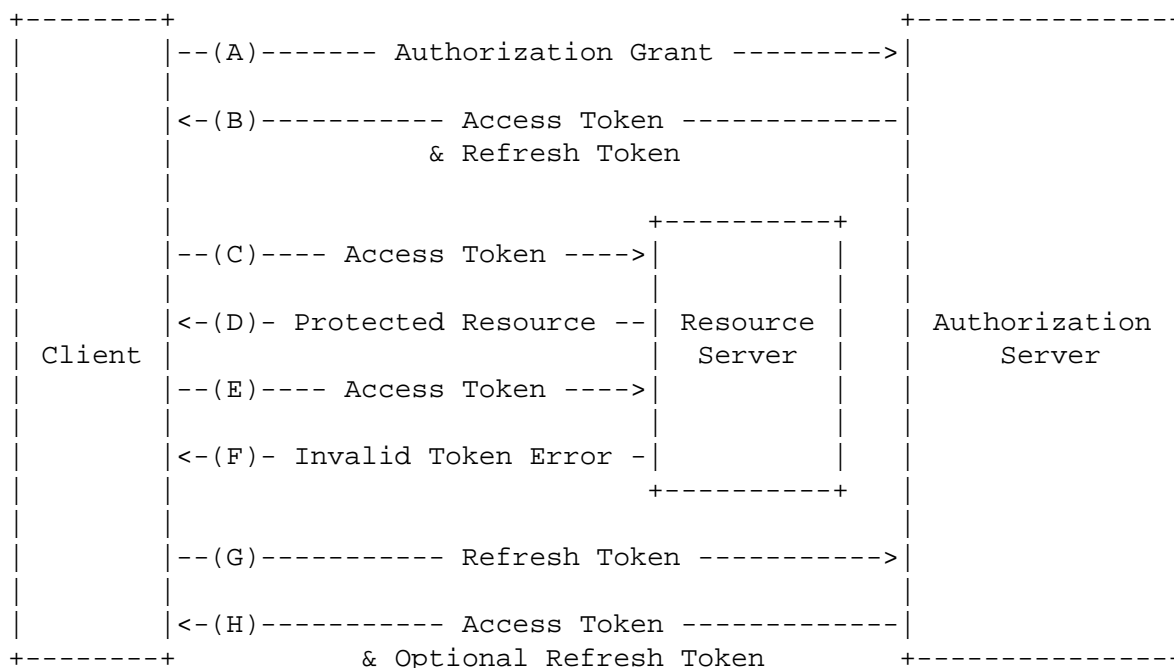 +--------+                                           +---------------
|        |--(A)------- Authorization Grant --------->|
|        |                                           |
|        |<-(B)----------- Access Token -------------|
|        |               & Refresh Token             |
|        |                                           |
|        |                            +----------+   |
|        |--(C)---- Access Token ---->|          |   |
|        |                            |          |   |
|        |<-(D)- Protected Resource --| Resource |   | Authorization
| Client |                            |  Server  |   |     Server
|        |--(E)---- Access Token ---->|          |   |
|        |                            |          |   |
|        |<-(F)- Invalid Token Error -|          |   |
|        |                            +----------+   |
|        |                                           |
|        |--(G)----------- Refresh Token ----------->|
|        |                                           |
|        |<-(H)----------- Access Token -------------|
+--------+           & Optional Refresh Token        +---------------